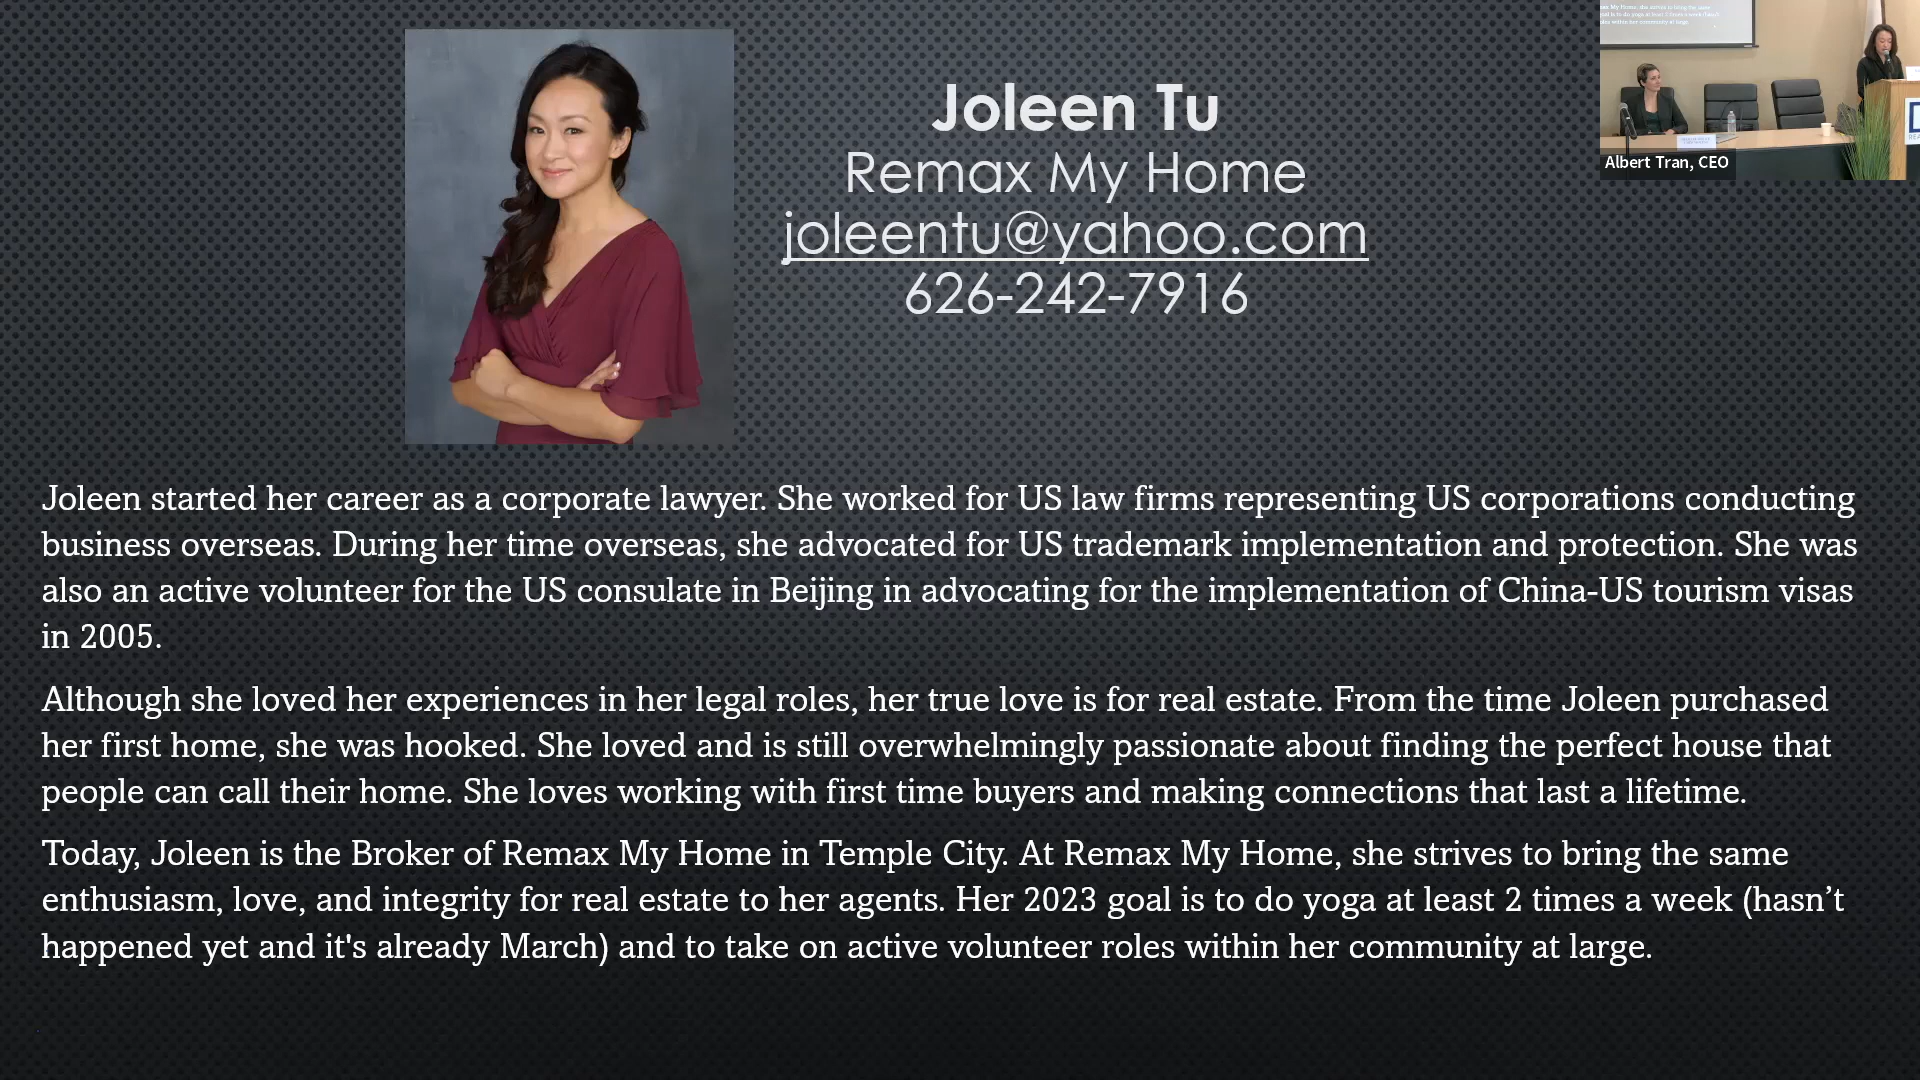 Joleen Tu
Remax My Home
joleentu@yahoo.com
626-242-7916
Albert Tran, CEO
Joleen started her career as a corporate lawyer. She worked for US law firms representing US corporations conducting
business overseas. During her time overseas, she advocated for US trademark implementation and protection. She was
also an active volunteer for the US consulate in Beijing in advocating for the implementation of China-US tourism visas
in 2005.
Although she loved her experiences in her legal roles, her true love is for real estate. From the time Joleen purchased
her first home, she was hooked. She loved and is still overwhelmingly passionate about finding the perfect house that
people can call their home. She loves working with first time buyers and making connections that last a lifetime.
Today, Joleen is the Broker of Remax My Home in Temple City. At Remax My Home, she strives to bring the same
enthusiasm, love, and integrity for real estate to her agents. Her 2023 goal is to do yoga at least 2 times a week (hasn’t
happened yet and it's already March) and to take on active volunteer roles within her community at large.